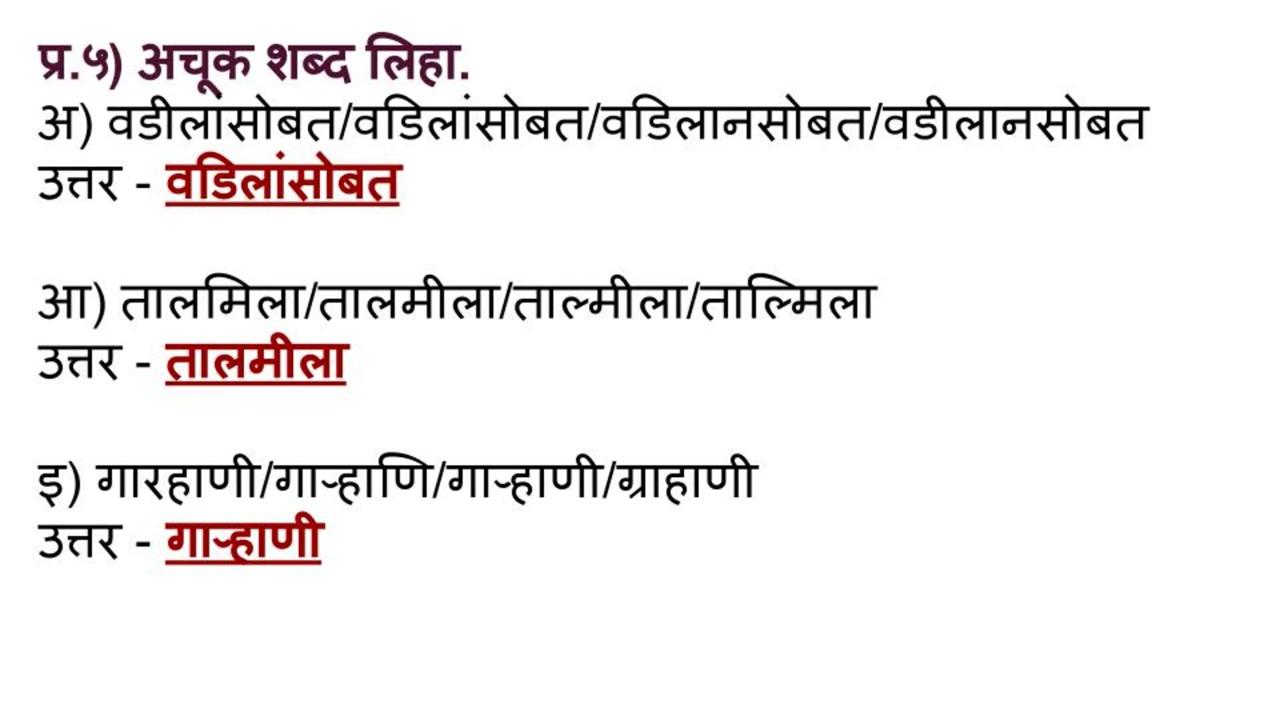 प्र.५) अचूक शब्द लिहा.
अ) वडीलांसोबत/वडिलांसोबत/वडिलानसोबत/वडीलानसोबत
उत्तर - वडिलांसोबत
आ) तालमिला/तालमीला/ताल्मीला/ताल्मिला
उत्तर - तालमीला
इ) गारहाणी/गाऱ्हाणि/गाऱ्हाणी/ग्राहाणी
उत्तर - गाऱ्हाणी